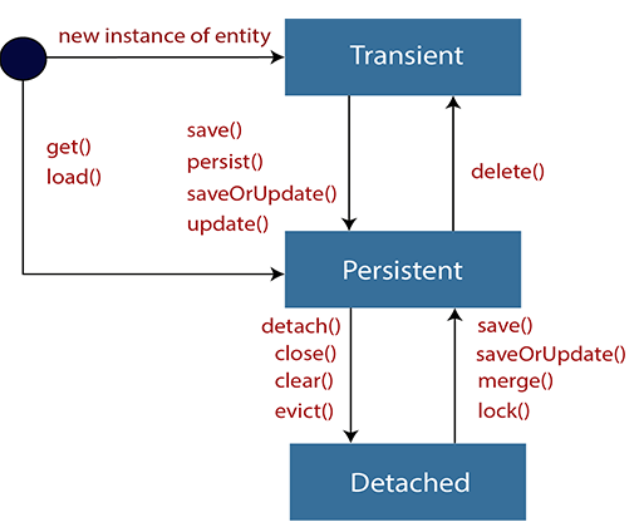 new instance of entity
Transient
get()
load()
save()
persist()
saveOrUpdate()
update()
delete()
Persistent
detach()
close()
clear()
evict()
save()
saveOrUpdate()
merge()
lock()
Detached